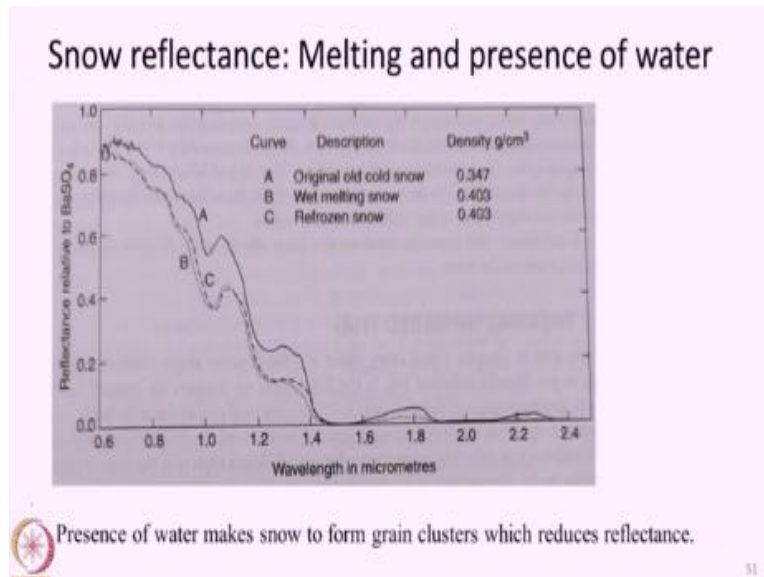 Snow reflectance: Melting and presence of water
1.0
0.8
0.6
0.4
0.2
0.0
Reflectance relative to BaSO₄
Curve Description Density g/cm³
A Original old cold snow 0.347
B Wet melting snow 0.403
C Refrozen snow 0.403
A
B
C
0.6 0.8 1.0 1.2 1.4 1.6 1.8 2.0 2.2 2.4
Wavelength in micrometres
Presence of water makes snow to form grain clusters which reduces reflectance.
51